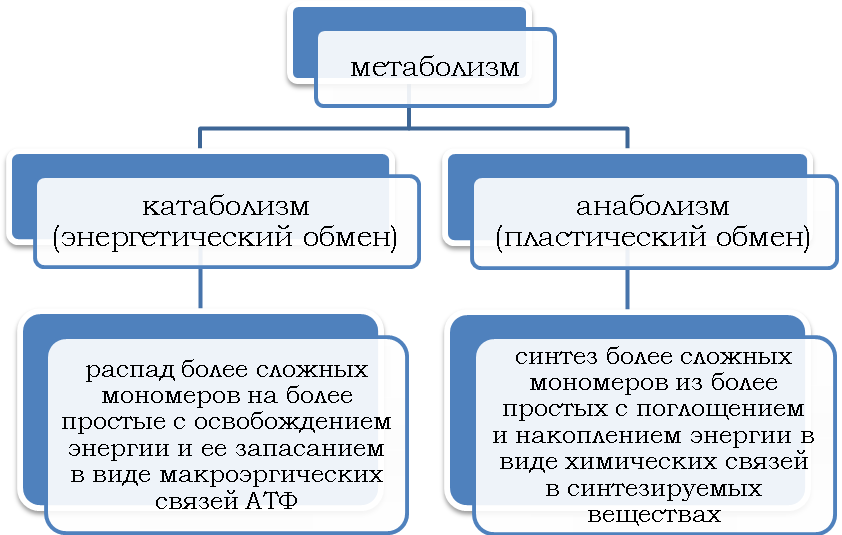 метаболизм
катаболизм
(энергетический обмен)
анаболизм
(пластический обмен)
распад более сложных
мономеров на более
простые с освобождением
энергии и ее запасанием
в виде макроэргических
связей АТФ
синтез более сложных
мономеров из более
простых с поглощением
и накоплением энергии в
виде химических связей
в синтезируемых
веществах